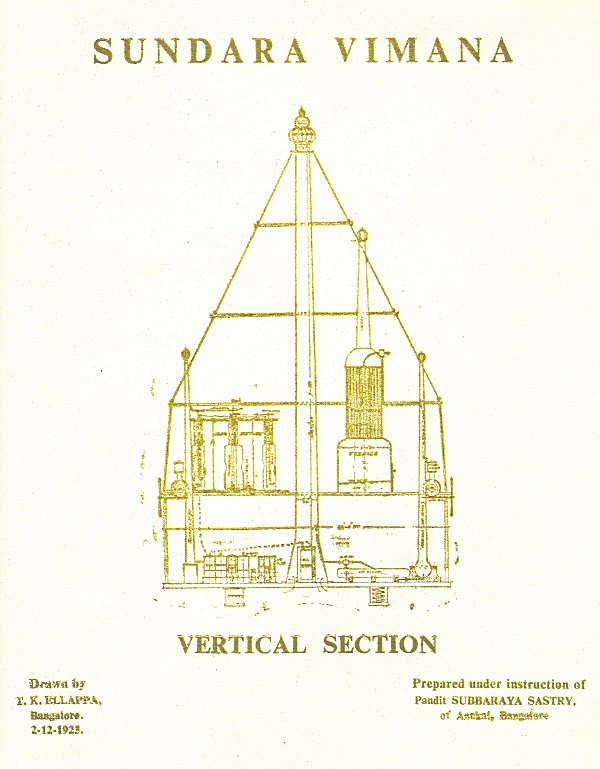 SUNDARA VIMANA
VERTICAL SECTION
Drawn by
T. K. ELLAPPA,
Bangalore.
2-12-1923.
Prepared under instruction of
Pandit SUBBARAYA SASTRY,
of Anekal, Bangalore